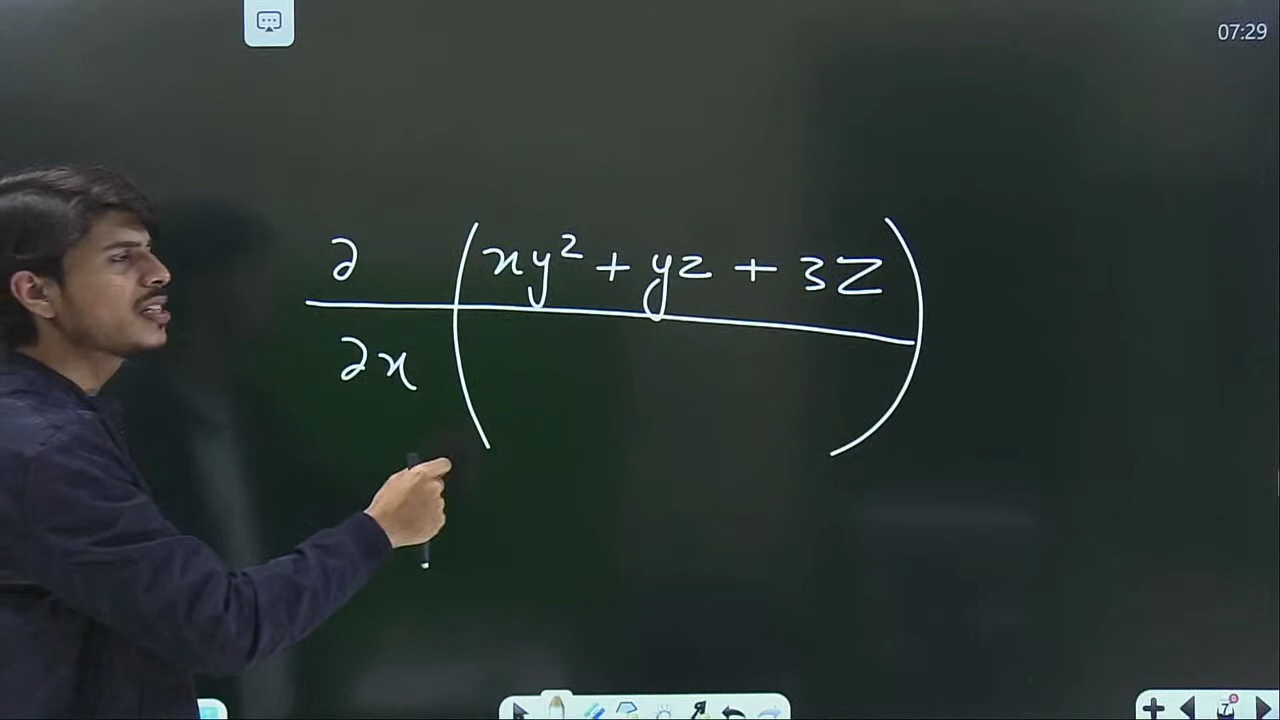 07:29
∂ (xy² + yz + 3z)
∂x